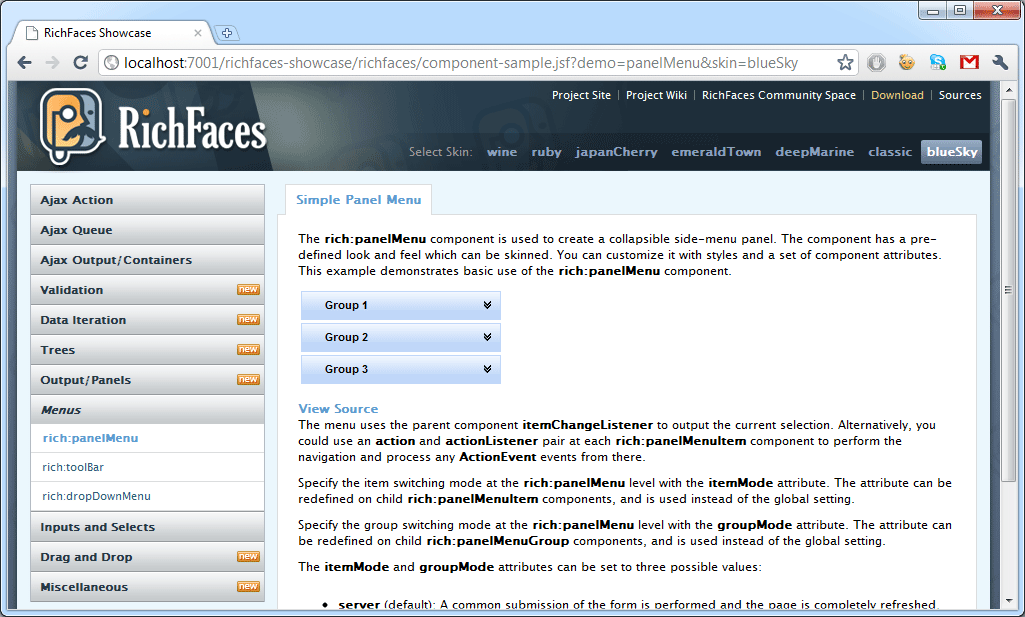 RichFaces Showcase
localhost:7001/richfaces-showcase/richfaces/component-sample.jsf?demo=panelMenu&skin=blueSky
RichFaces
Project Site | Project Wiki | RichFaces Community Space | Download | Sources
Select Skin: wine ruby japanCherry emeraldTown deepMarine classic blueSky
Ajax Action
Ajax Queue
Ajax Output/Containers
Validation new
Data Iteration new
Trees new
Output/Panels new
Menus
rich:panelMenu
rich:toolBar
rich:dropDownMenu
Inputs and Selects
Drag and Drop new
Miscellaneous new
Simple Panel Menu
The rich:panelMenu component is used to create a collapsible side-menu panel. The component has a pre-
defined look and feel which can be skinned. You can customize it with styles and a set of component attributes.
This example demonstrates basic use of the rich:panelMenu component.
Group 1
Group 2
Group 3
View Source
The menu uses the parent component itemChangeListener to output the current selection. Alternatively, you
could use an action and actionListener pair at each rich:panelMenuItem component to perform the
navigation and process any ActionEvent events from there.
Specify the item switching mode at the rich:panelMenu level with the itemMode attribute. The attribute can be
redefined on child rich:panelMenuItem components, and is used instead of the global setting.
Specify the group switching mode at the rich:panelMenu level with the groupMode attribute. The attribute can
be redefined on child rich:panelMenuGroup components, and is used instead of the global setting.
The itemMode and groupMode attributes can be set to three possible values:
• server (default): A common submission of the form is performed and the page is completely refreshed.